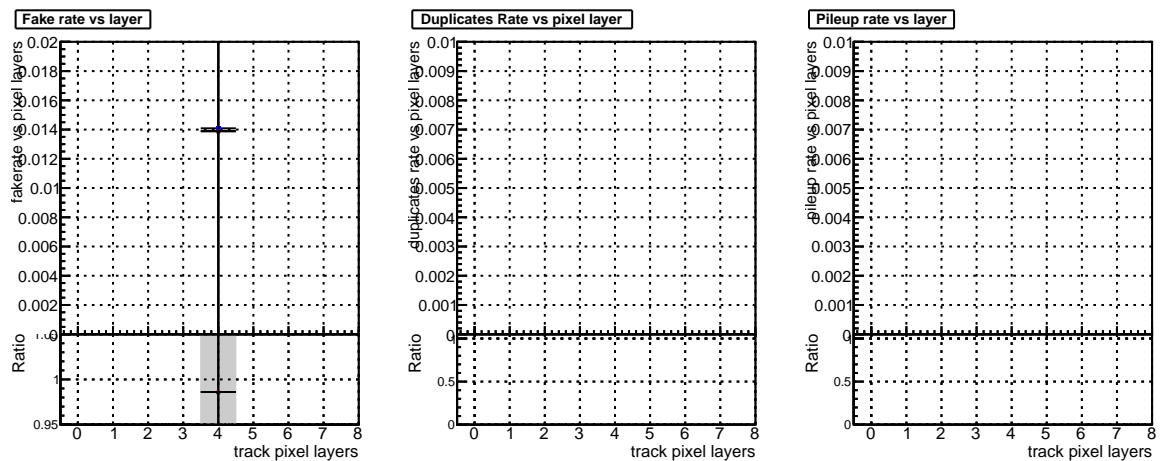 Fake rate vs layer
fakerate vs pixel layers
0.02
0.018
0.016
0.014
0.012
0.01
0.008
0.006
0.004
0.002
0
Ratio
1
0.95
0 1 2 3 4 5 6 7 8
track pixel layers
Duplicates Rate vs pixel layer
duplicates rate vs pixel layers
0.01
0.009
0.008
0.007
0.006
0.005
0.004
0.003
0.002
0.001
0
Ratio
1
0.5
0
0 1 2 3 4 5 6 7 8
track pixel layers
Pileup rate vs layer
pileup rate vs pixel layers
0.01
0.009
0.008
0.007
0.006
0.005
0.004
0.003
0.002
0.001
0
Ratio
1
0.5
0
0 1 2 3 4 5 6 7 8
track pixel layers